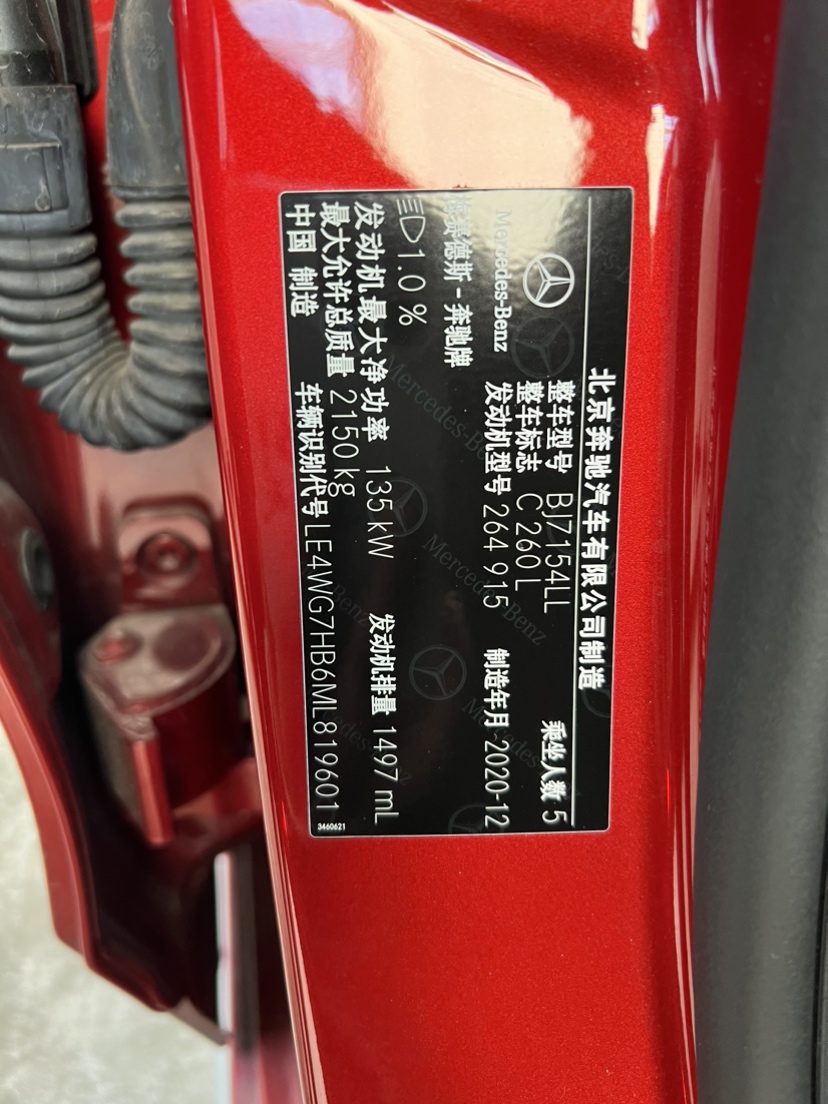 北京奔驰汽车有限公司制造
整车型号 BJ7154LL 乘坐人数 5
整车标志 C 260 L
Mercedes-Benz 发动机型号 264 915 制造年月 2020-12
梅赛德斯-奔驰牌
1.0 %
发动机最大净功率 135 kW 发动机排量 1497 mL
最大允许总质量 2150 kg
中国 制造 车辆识别代号 LE4WG7HB6ML819601
3460621